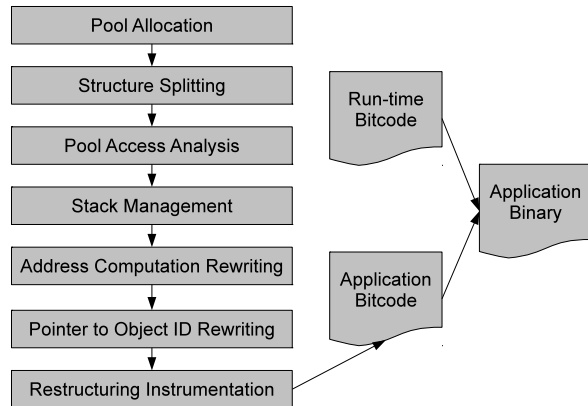 Pool Allocation
Structure Splitting
Pool Access Analysis
Stack Management
Address Computation Rewriting
Pointer to Object ID Rewriting
Restructuring Instrumentation
Run-time
Bitcode
Application
Bitcode
Application
Binary